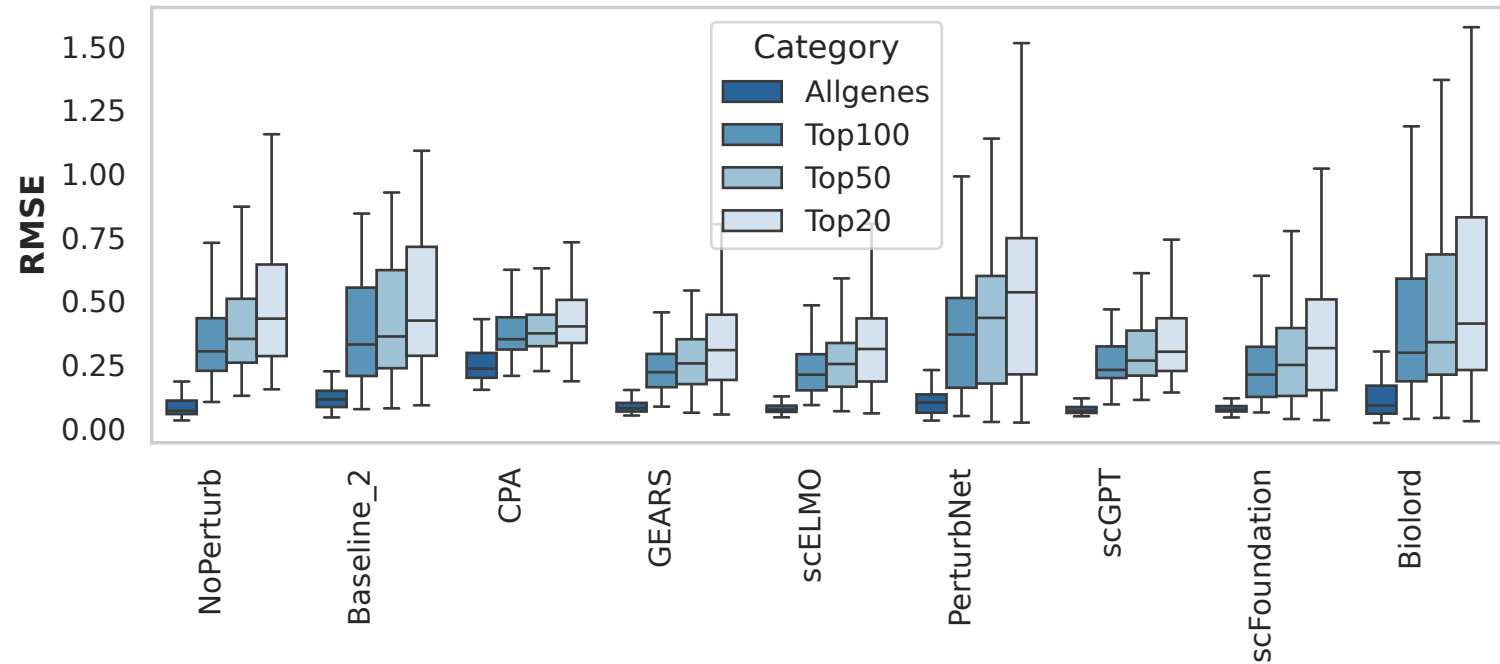 RMSE
1.50
1.25
1.00
0.75
0.50
0.25
0.00
Category
Allgenes
Top100
Top50
Top20
NoPerturb
Baseline_2
CPA
GEARS
scELMO
PerturbNet
scGPT
scFoundation
Biolord